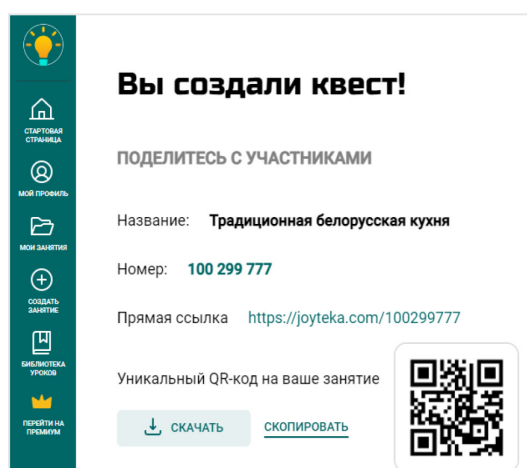 Вы создали квест!
СТАРТОВАЯ
СТРАНИЦА
ПОДЕЛИТЕСЬ С УЧАСТНИКАМИ
МОЙ ПРОФИЛЬ
Название: Традиционная белорусская кухня
МОИ ЗАНЯТИЯ
Номер: 100 299 777
СОЗДАТЬ
ЗАНЯТИЕ
Прямая ссылка https://joyteka.com/100299777
БИБЛИОТЕКА
УРОКОВ
Уникальный QR-код на ваше занятие
ПЕРЕЙТИ НА
ПРЕМИУМ
СКАЧАТЬ СКОПИРОВАТЬ